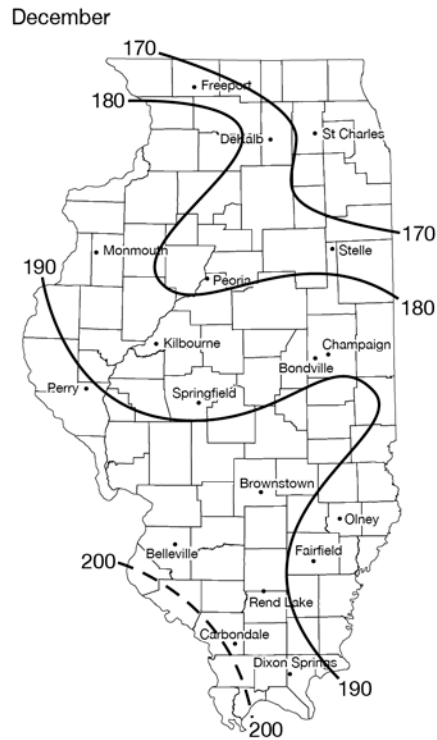 December
170
Freeport
180
DeKalb
St Charles
170
Monmouth
Stelle
190
Peoria
180
Kilbourne
Champaign
Bondville
Perry
Springfield
Brownstown
Olney
Belleville
Fairfield
200
Rend Lake
Carbondale
Dixon Springs
190
200